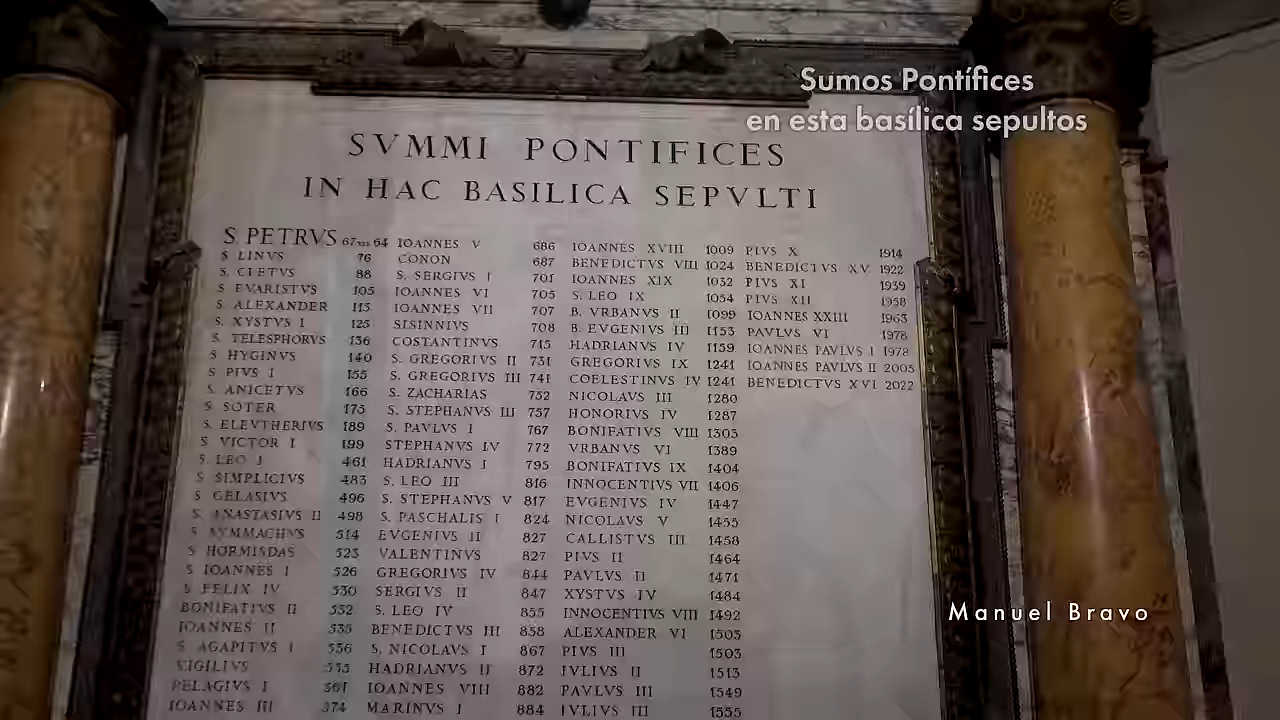 Sumos Pontífices
en esta basílica sepultos
SVMMI PONTIFICES
IN HAC BASILICA SEPVLTI
S. PETRVS 67 vel 64
S. LINVS 76
S. CLETVS 88
S. EVARISTVS 105
S. ALEXANDER 115
S. XYSTVS I 125
S. TELESPHORVS 136
S. HYGINVS 140
S. PIVS I 155
S. ANICETVS 166
S. SOTER 175
S. ELEVTHERIVS 189
S. VICTOR I 199
S. LEO I 461
S. SIMPLICIVS 483
S. GELASIVS 496
S. ANASTASIVS II 498
S. SYMMACHVS 514
S. HORMISDAS 523
S. IOANNES I 526
S. FELIX IV 530
BONIFATIVS II 532
IOANNES II 535
S. AGAPITVS I 536
VIGILIVS 555
PELAGIVS I 561
IOANNES III 574
IOANNES V 686
CONON 687
S. SERGIVS I 701
IOANNES VI 705
IOANNES VII 707
SISINNIVS 708
COSTANTINVS 715
S. GREGORIVS II 731
S. GREGORIVS III 741
S. ZACHARIAS 752
S. STEPHANVS III 757
S. PAVLVS I 767
STEPHANVS IV 772
HADRIANVS I 795
S. LEO III 816
S. STEPHANVS V 817
S. PASCHALIS I 824
EVGENIVS II 827
VALENTINVS 827
GREGORIVS IV 844
SERGIVS II 847
S. LEO IV 855
BENEDICTVS III 858
S. NICOLAVS I 867
HADRIANVS II 872
IOANNES VIII 882
MARINVS I 884
IOANNES XVIII 1009
BENEDICTVS VIII 1024
IOANNES XIX 1032
S. LEO IX 1054
B. VRBANVS II 1099
B. EVGENIVS III 1153
HADRIANVS IV 1159
GREGORIVS IX 1241
COELESTINVS IV 1241
NICOLAVS III 1280
HONORIVS IV 1287
BONIFATIVS VIII 1303
VRBANVS VI 1389
BONIFATIVS IX 1404
INNOCENTIVS VII 1406
EVGENIVS IV 1447
NICOLAVS V 1455
CALLISTVS III 1458
PIVS II 1464
PAVLVS II 1471
XYSTVS IV 1484
INNOCENTIVS VIII 1492
ALEXANDER VI 1503
PIVS III 1503
IVLIVS II 1513
PAVLVS III 1549
IVLIVS III 1555
PIVS X 1914
BENEDICTVS XV 1922
PIVS XI 1939
PIVS XII 1958
IOANNES XXIII 1963
PAVLVS VI 1978
IOANNES PAVLVS I 1978
IOANNES PAVLVS II 2005
BENEDICTVS XVI 2022
Manuel Bravo